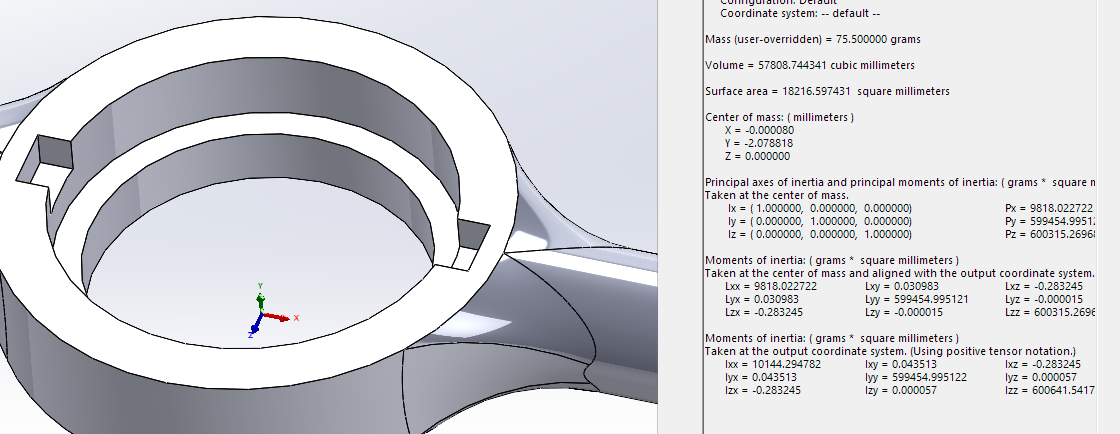 Configuration: Default
Coordinate system: -- default --
Mass (user-overridden) = 75.500000 grams
Volume = 57808.744341 cubic millimeters
Surface area = 18216.597431 square millimeters
Center of mass: ( millimeters )
X = -0.000080
Y = -2.078818
Z = 0.000000
Principal axes of inertia and principal moments of inertia: ( grams * square
Taken at the center of mass.
Ix = ( 1.000000, 0.000000, 0.000000) Px = 9818.022722
Iy = ( 0.000000, 1.000000, 0.000000) Py = 599454.9951
Iz = ( 0.000000, 0.000000, 1.000000) Pz = 600315.2696
Moments of inertia: ( grams * square millimeters )
Taken at the center of mass and aligned with the output coordinate system.
Lxx = 9818.022722 Lxy = 0.030983 Lxz = -0.283245
Lyx = 0.030983 Lyy = 599454.995121 Lyz = -0.000015
Lzx = -0.283245 Lzy = -0.000015 Lzz = 600315.2696
Moments of inertia: ( grams * square millimeters )
Taken at the output coordinate system. (Using positive tensor notation.)
Ixx = 10144.294782 Ixy = 0.043513 Ixz = -0.283245
Iyx = 0.043513 Iyy = 599454.995122 Iyz = 0.000057
Izx = -0.283245 Izy = 0.000057 Izz = 600641.5417
Y
X
Z